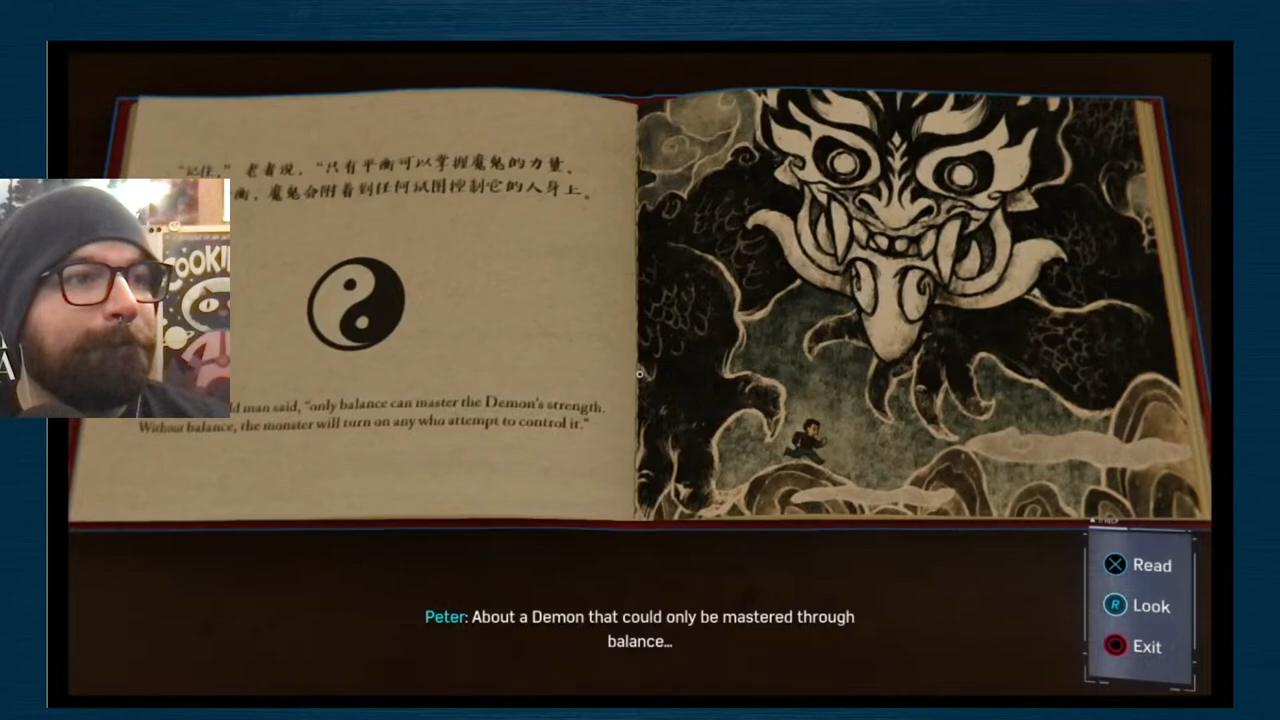 "记住," 老者说，"只有平衡可以掌握魔鬼的力量。
衡，魔鬼会附着到任何试图控制它的人身上。
man said, "only balance can master the Demon's strength.
Without balance, the monster will turn on any who attempt to control it."
COOKI
A
HELP
Read
R Look
Exit
Peter: About a Demon that could only be mastered through
balance...